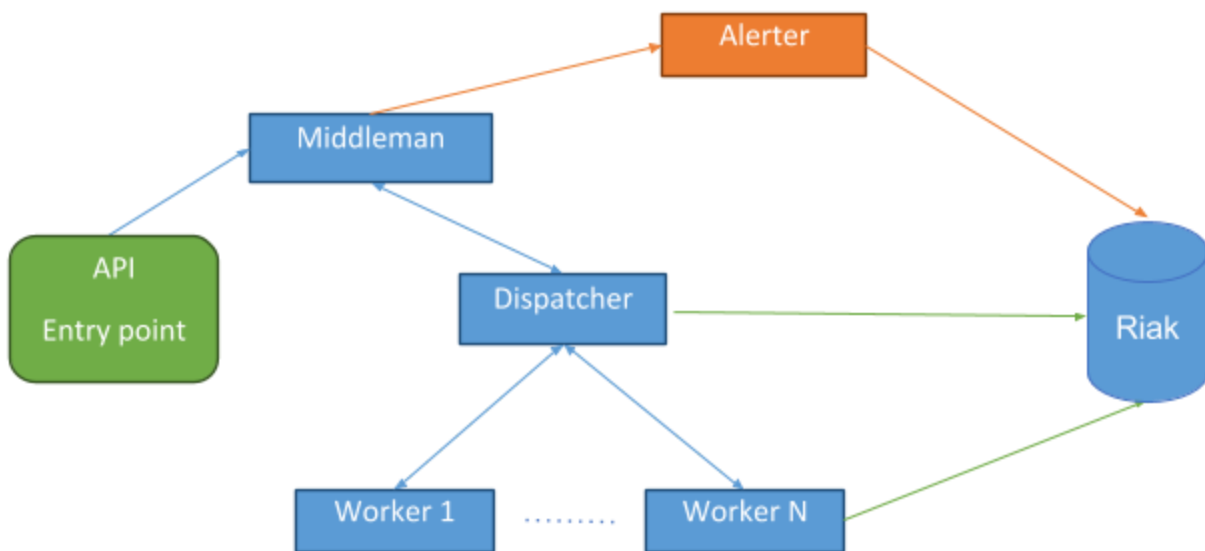 Alerter
Middleman
API
Entry point
Dispatcher
Riak
Worker 1
Worker N